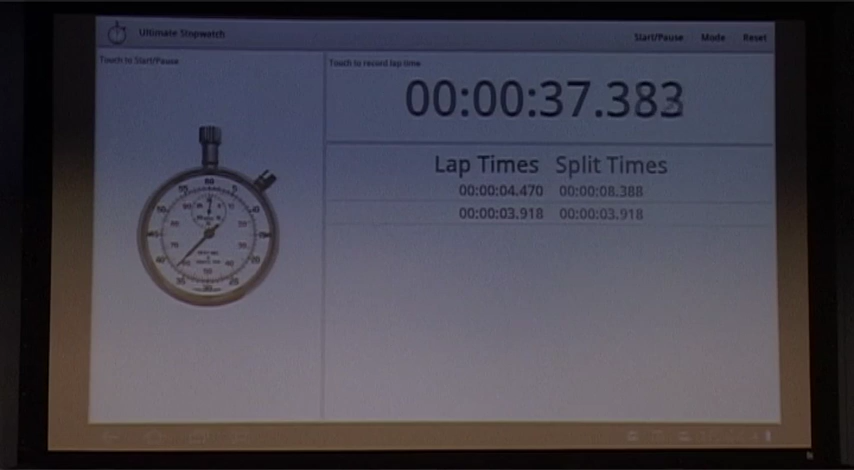 Ultimate Stopwatch
Start/Pause Mode Reset
Touch to Start/Pause
Touch to record lap time
00:00:37.383
Lap Times Split Times
00:00:04.470 00:00:08.388
00:00:03.918 00:00:03.918
60